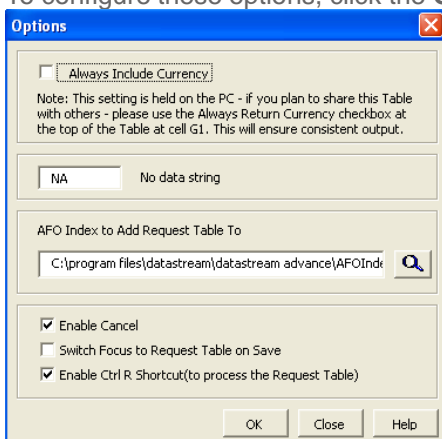 To configure these options, click the
Options
Always Include Currency
Note: This setting is held on the PC - if you plan to share this Table
with others - please use the Always Return Currency checkbox at
the top of the Table at cell G1. This will ensure consistent output.
NA No data string
AFO Index to Add Request Table To
C:\program files\datastream\datastream advance\AFOInde
Enable Cancel
Switch Focus to Request Table on Save
Enable Ctrl R Shortcut(to process the Request Table)
OK Close Help